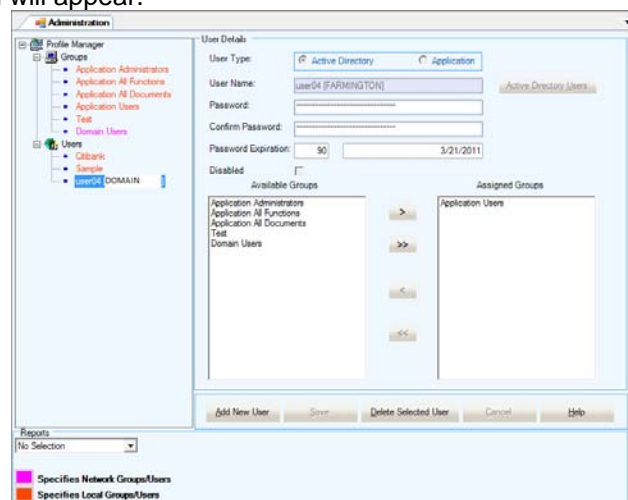 will appear.
Administration
Profile Manager
Groups
Application Administrators
Application All Functions
Application All Documents
Application Users
Test
Domain Users
Users
Citibank
Sample
user04 DOMAIN
User Details
User Type:
Active Directory
Application
User Name:
user04 [FARMINGTON]
Active Directory Users
Password:
Confirm Password:
Password Expiration:
90
3/21/2011
Disabled
Available Groups
Assigned Groups
Application Administrators
Application All Functions
Application All Documents
Test
Domain Users
>
>>
<
<<
Application Users
Add New User
Save
Delete Selected User
Cancel
Help
Reports
No Selection
Specifies Network Groups/Users
Specifies Local Groups/Users